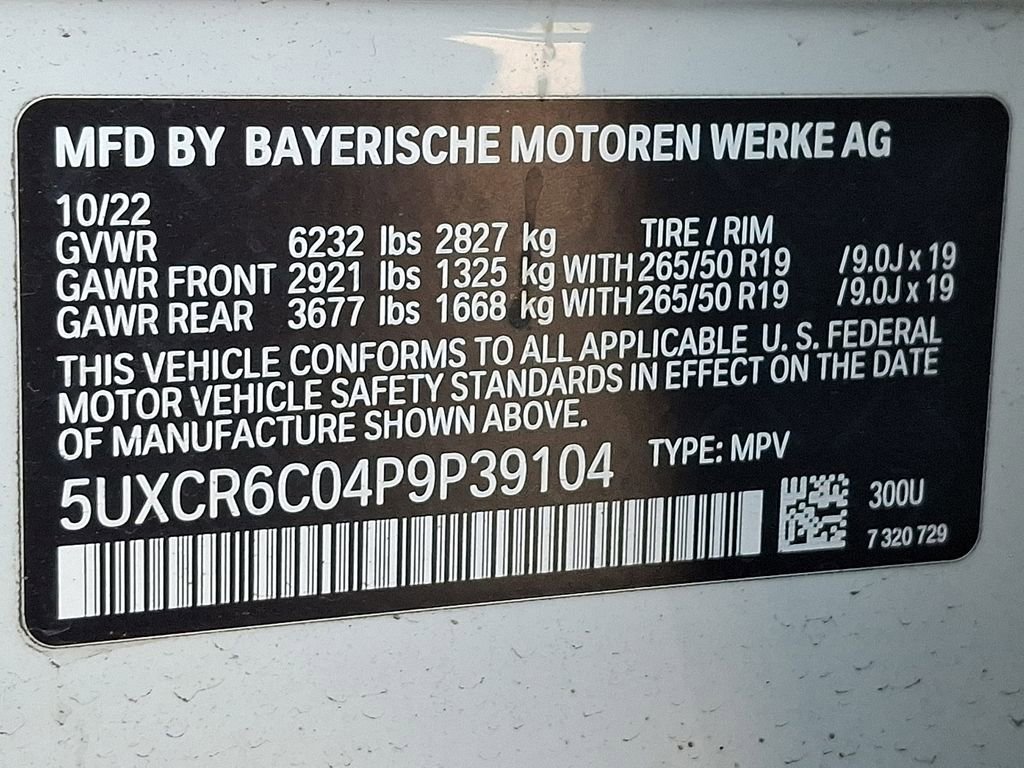 MFD BY BAYERISCHE MOTOREN WERKE AG
10/22
GVWR 6232 lbs 2827 kg TIRE / RIM
GAWR FRONT 2921 lbs 1325 kg WITH 265/50 R19 /9.0J x 19
GAWR REAR 3677 lbs 1668 kg WITH 265/50 R19 /9.0J x 19
THIS VEHICLE CONFORMS TO ALL APPLICABLE U. S. FEDERAL
MOTOR VEHICLE SAFETY STANDARDS IN EFFECT ON THE DATE
OF MANUFACTURE SHOWN ABOVE.
5UXCR6C04P9P39104 TYPE: MPV
300U
7 320 729